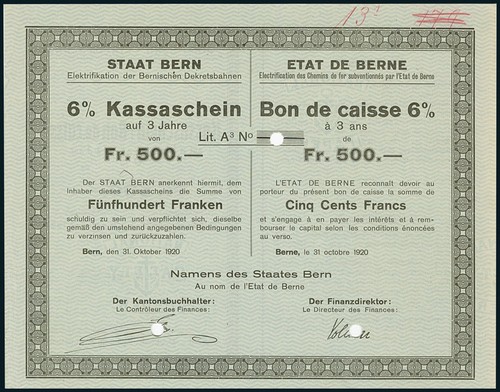 13ª
179
STAAT BERN
Elektrifikation der Bernischen Dekretsbahnen
6% Kassaschein
auf 3 Jahre
von
Fr. 500.—
Der STAAT BERN anerkennt hiermit, dem
Inhaber dieses Kassascheins die Summe von
Fünfhundert Franken
schuldig zu sein und verpflichtet sich, dieselbe
gemäß den umstehend angegebenen Bedingungen
zu verzinsen und zurückzuzahlen.
Bern, den 31. Oktober 1920
Lit. A³ Nº
ETAT DE BERNE
Electrification des Chemins de fer subventionnés par l'Etat de Berne
Bon de caisse 6%
à 3 ans
de
Fr. 500.—
L'ETAT DE BERNE reconnaît devoir au
porteur du présent bon de caisse la somme de
Cinq Cents Francs
et s'engage à en payer les intérêts et à rem-
bourser le capital selon les conditions énoncées
au verso.
Berne, le 31 octobre 1920
Namens des Staates Bern
Au nom de l'Etat de Berne
Der Kantonsbuchhalter:
Le Contrôleur des Finances:
Der Finanzdirektor:
Le Directeur des Finances: